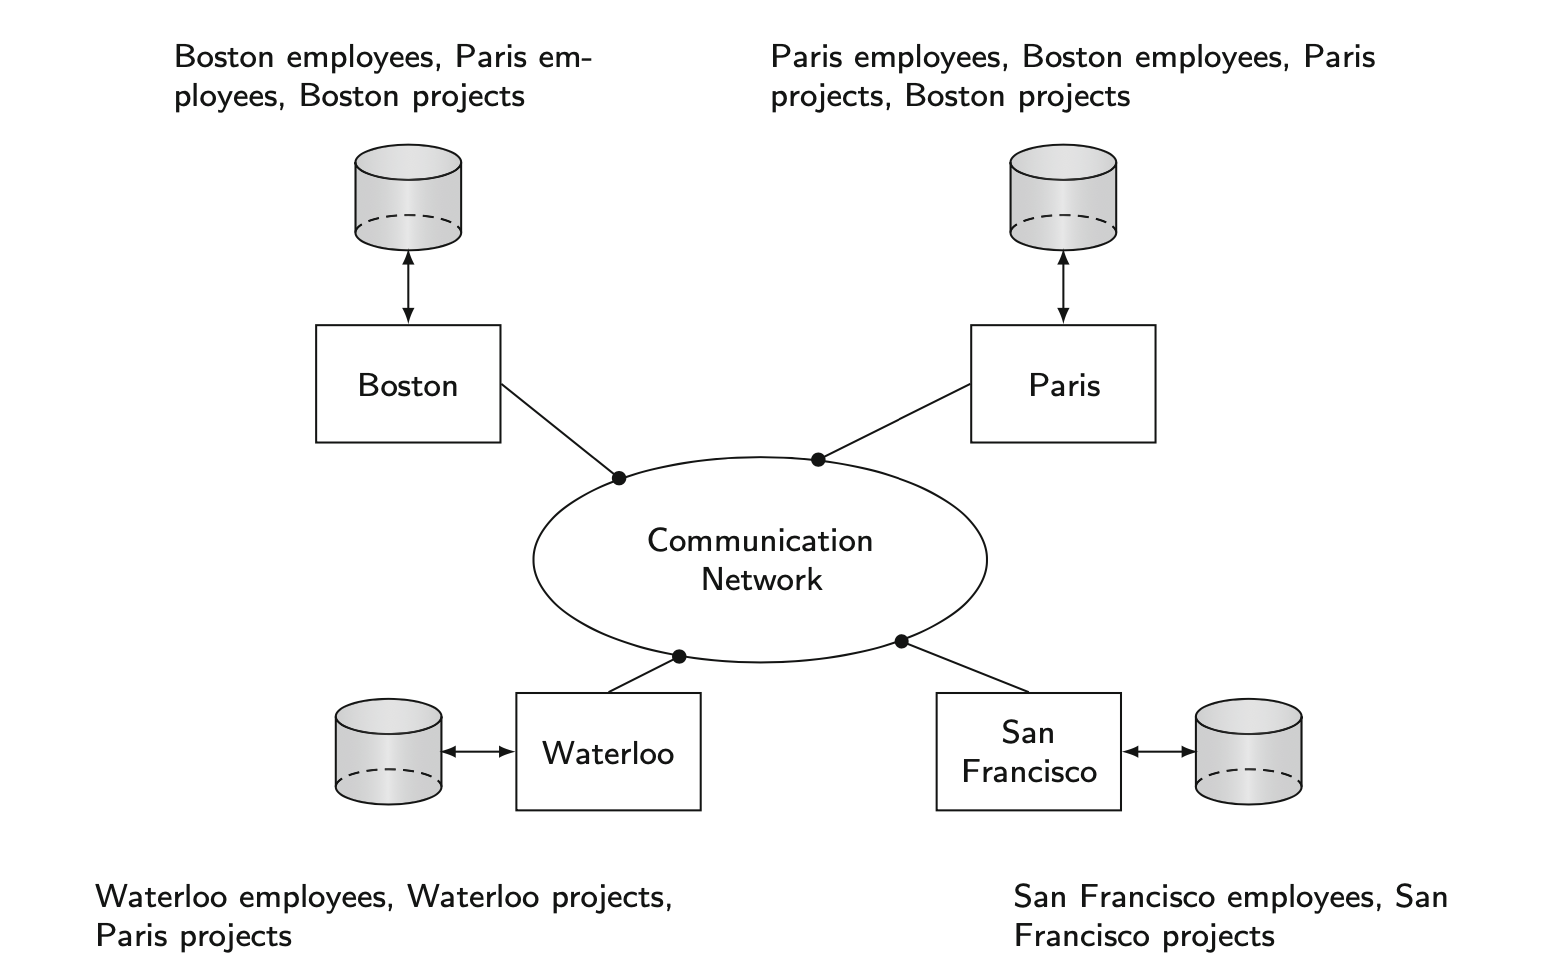 Boston employees, Paris em-
ployees, Boston projects
Paris employees, Boston employees, Paris
projects, Boston projects
Boston
Paris
Communication
Network
Waterloo
San
Francisco
Waterloo employees, Waterloo projects,
Paris projects
San Francisco employees, San
Francisco projects